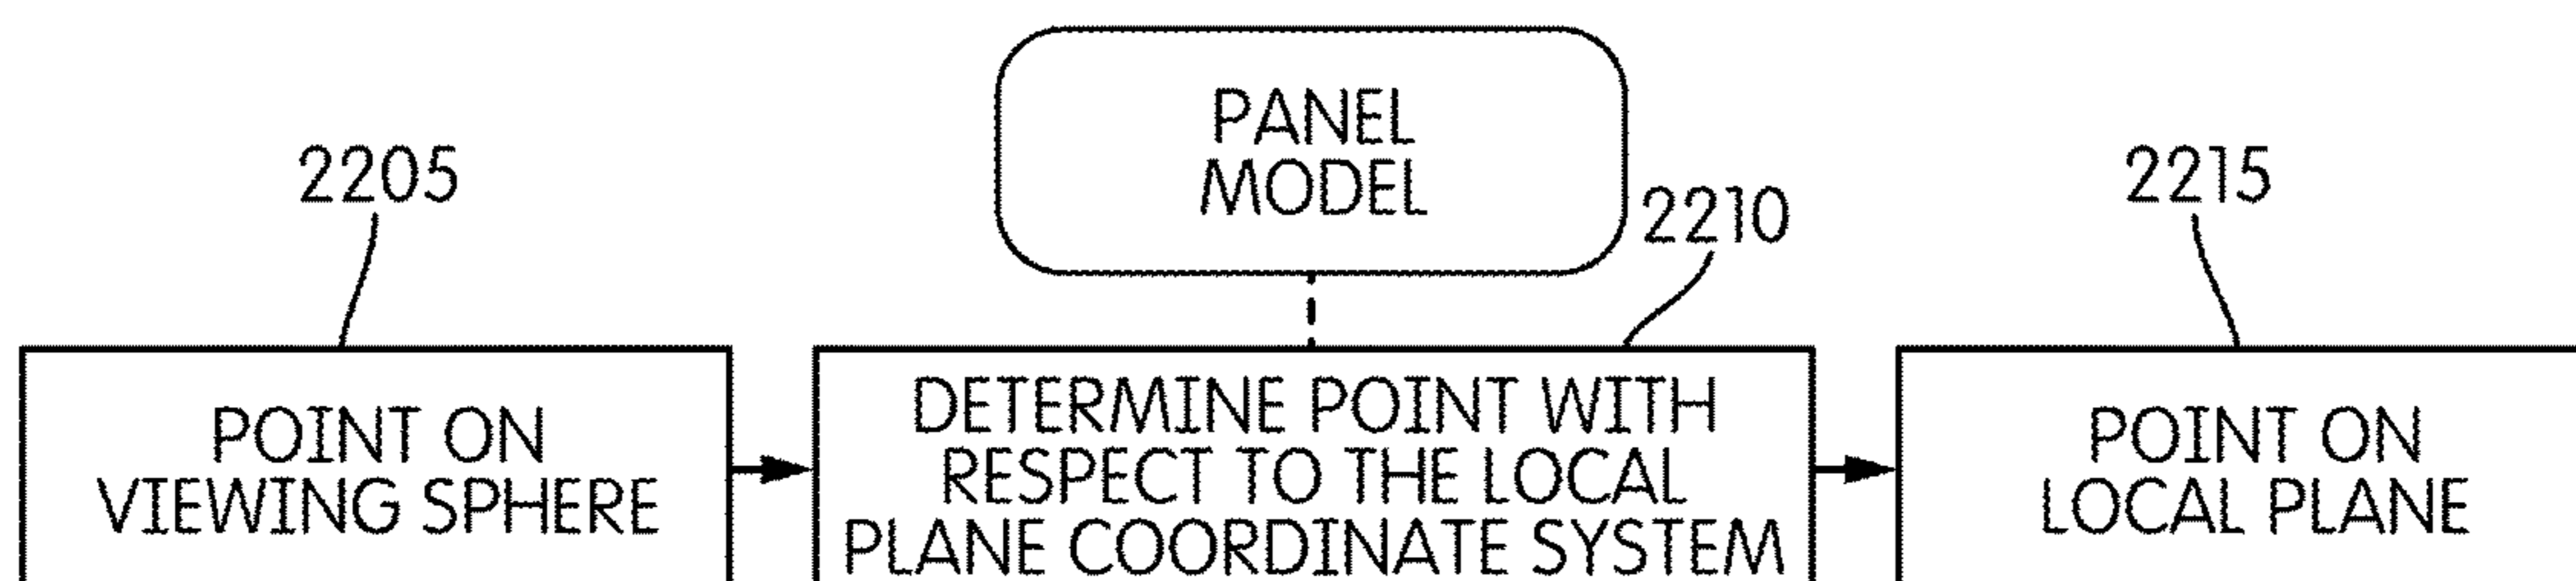 PANEL
MODEL
2205
2210
2215
POINT ON
VIEWING SPHERE
DETERMINE POINT WITH
RESPECT TO THE LOCAL
PLANE COORDINATE SYSTEM
POINT ON
LOCAL PLANE